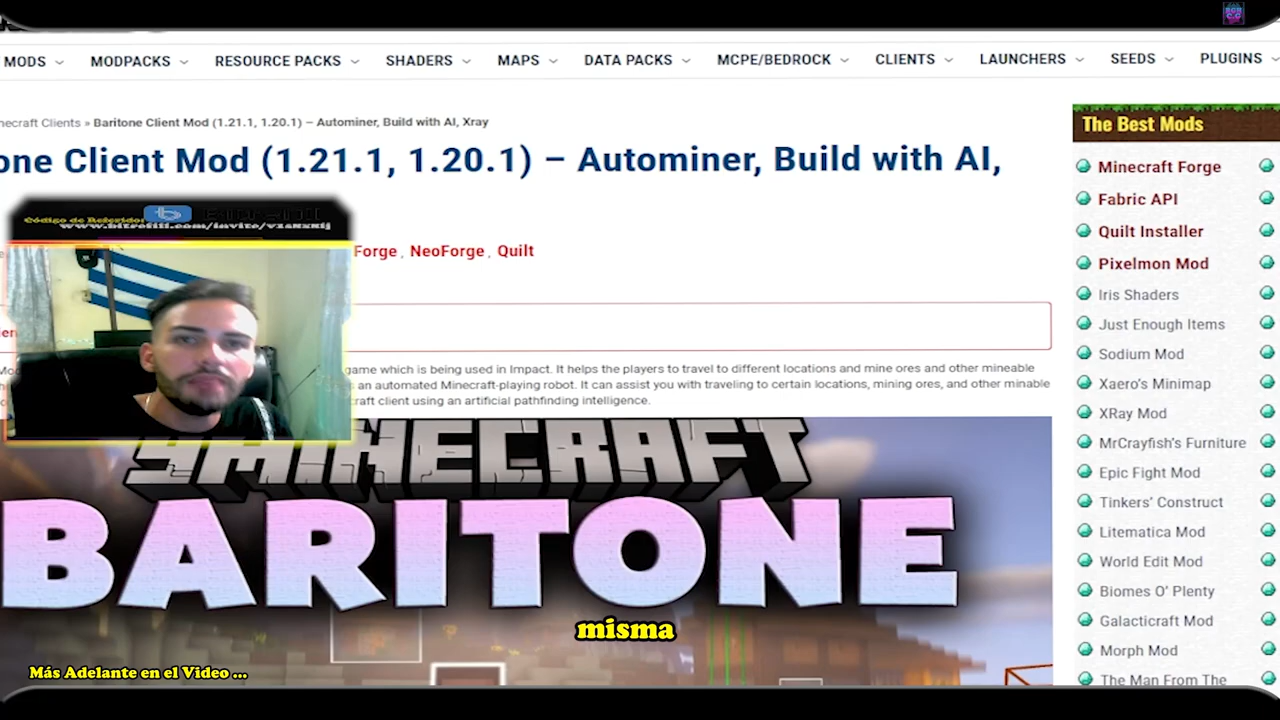 MODS MODPACKS RESOURCE PACKS SHADERS MAPS DATA PACKS MCPE/BEDROCK CLIENTS LAUNCHERS SEEDS PLUGINS
Clients » Baritone Client Mod (1.21.1, 1.20.1) – Autominer, Build with AI, Xray
Client Mod (1.21.1, 1.20.1) – Autominer, Build with AI,
Código de Referidos
Forge, NeoForge, Quilt
game which is being used in Impact. It helps the players to travel to different locations and mine ores and other mineable
an automated Minecraft-playing robot. It can assist you with traveling to certain locations, mining ores, and other minable
client using an artificial pathfinding intelligence.
9MINECRAFT
BARITONE
misma
Más Adelante en el Video ...
The Best Mods
Minecraft Forge
Fabric API
Quilt Installer
Pixelmon Mod
Iris Shaders
Just Enough Items
Sodium Mod
Xaero's Minimap
XRay Mod
MrCrayfish's Furniture
Epic Fight Mod
Tinkers' Construct
Litematica Mod
World Edit Mod
Biomes O' Plenty
Galacticraft Mod
Morph Mod
The Man From The